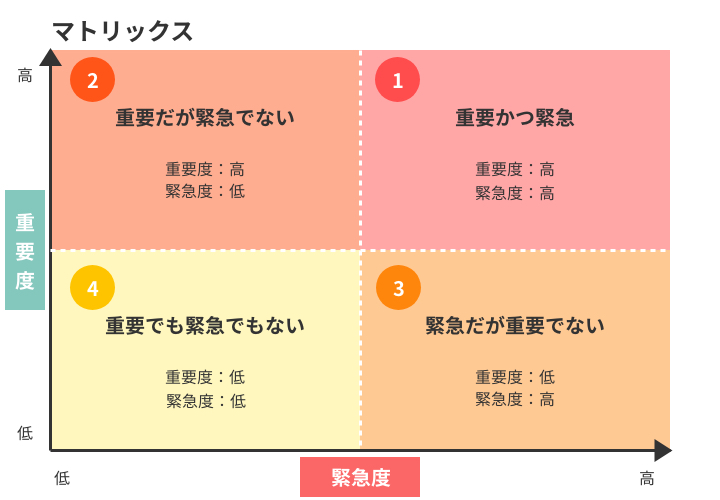 マトリックス
高
2
重要だが緊急でない
重要度：高
緊急度：低
1
重要かつ緊急
重要度：高
緊急度：高
重要度
4
重要でも緊急でもない
重要度：低
緊急度：低
3
緊急だが重要でない
重要度：低
緊急度：高
低
低
緊急度
高